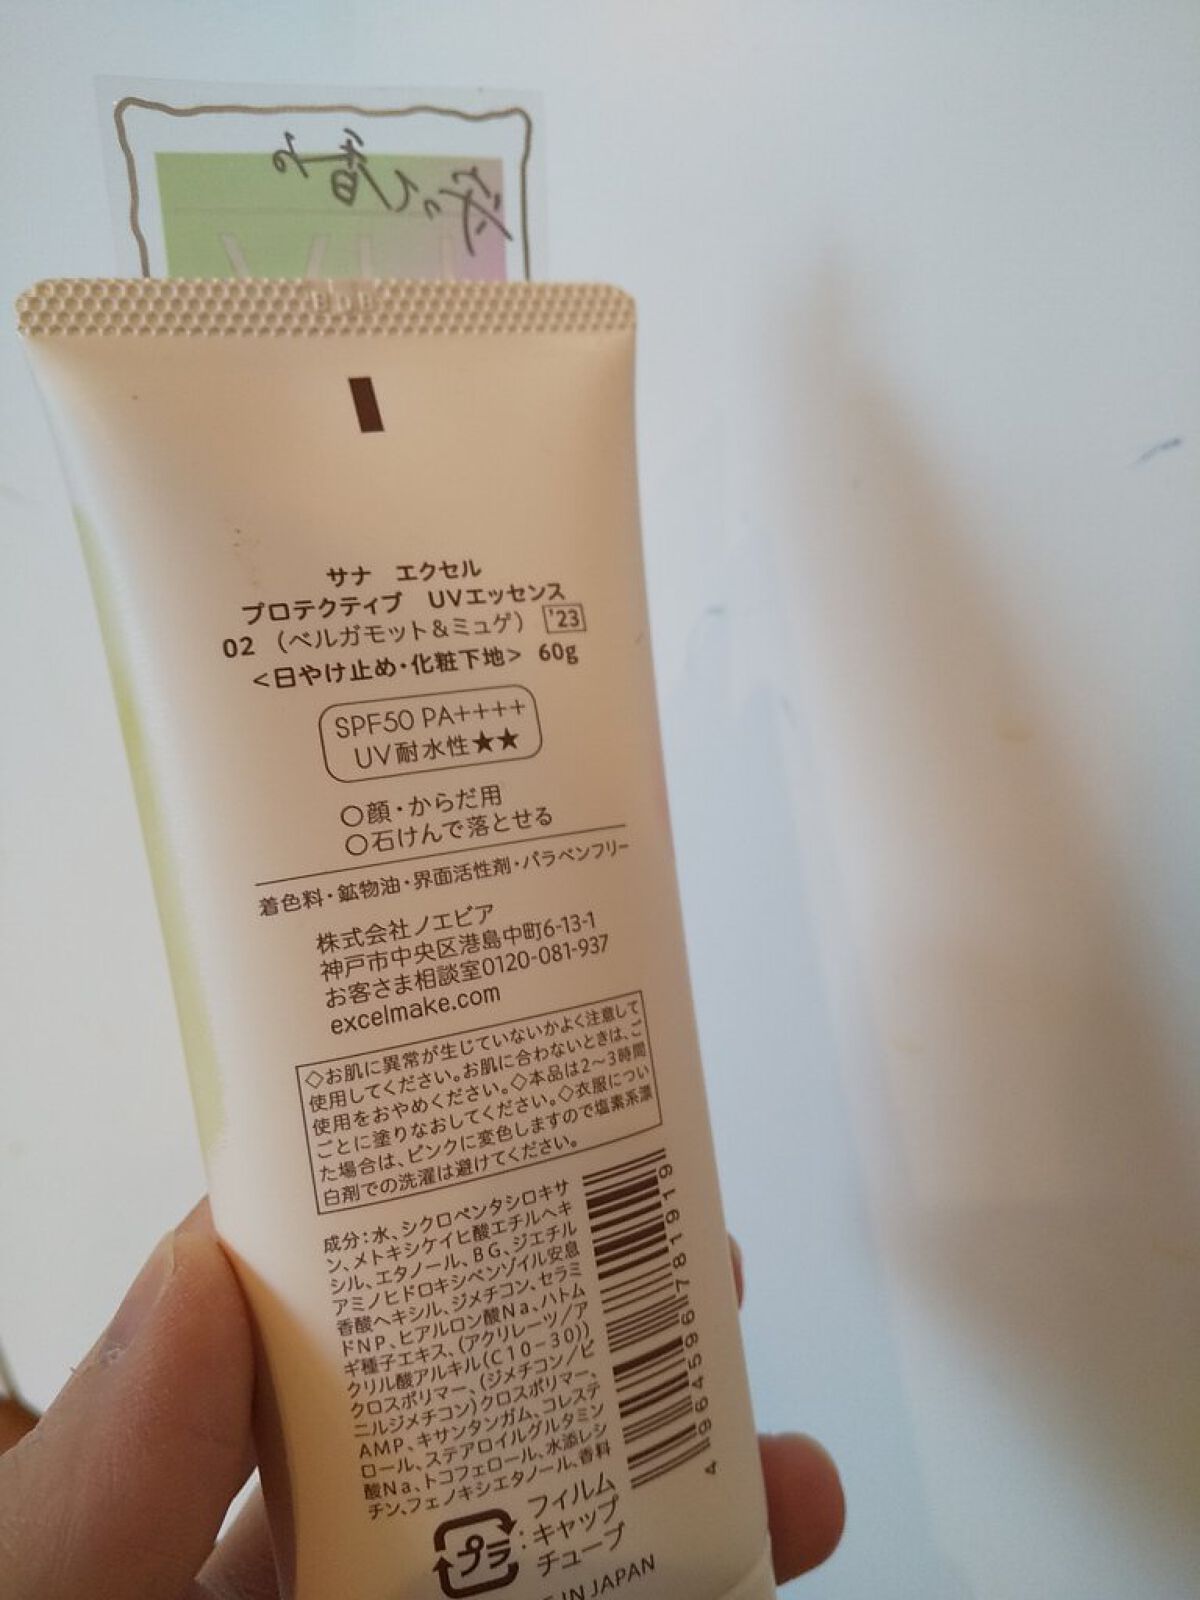 サナ エクセル
プロテクティブ UVエッセンス
02 (ベルガモット&ミュゲ) '23
<日やけ止め・化粧下地> 60g
SPF50 PA++++
UV耐水性★★
○顔・からだ用
○石けんで落とせる
着色料・鉱物油・界面活性剤・パラベンフリー
株式会社ノエビア
神戸市中央区港島中町6-13-1
お客さま相談室0120-081-937
excelmake.com
◇お肌に異常が生じていないかよく注意して
使用してください。お肌に合わないときは、ご
使用をおやめください。◇本品は2～3時間
ごとに塗りなおしてください。◇衣服につい
た場合は、ピンクに変色しますので塩素系漂
白剤での洗濯は避けてください。
成分:水、シクロペンタシロキサ
ン、メトキシケイヒ酸エチルヘキ
シル、エタノール、BG、ジエチル
アミノヒドロキシベンゾイル安息
香酸ヘキシル、ジメチコン、セラミ
ドNP、ヒアルロン酸Na、ハトム
ギ種子エキス、(アクリレーツ/ア
クリル酸アルキル(C10-30))
クロスポリマー、(ジメチコン/ビ
ニルジメチコン)クロスポリマー、
AMP、キサンタンガム、コレステ
ロール、ステアロイルグルタミン
酸Na、トコフェロール、水添レシ
チン、フェノキシエタノール、香料
4964596781919
プラ:フィルム
キャップ
チューブ
IN JAPAN